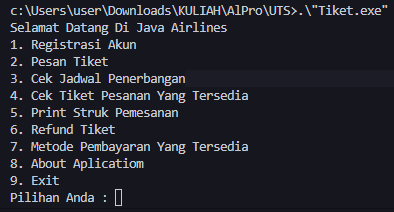 c:\Users\user\Downloads\KULIAH\AlPro\UTS>.\"Tiket.exe"
Selamat Datang Di Java Airlines
1. Registrasi Akun
2. Pesan Tiket
3. Cek Jadwal Penerbangan
4. Cek Tiket Pesanan Yang Tersedia
5. Print Struk Pemesanan
6. Refund Tiket
7. Metode Pembayaran Yang Tersedia
8. About Aplicatiom
9. Exit
Pilihan Anda :